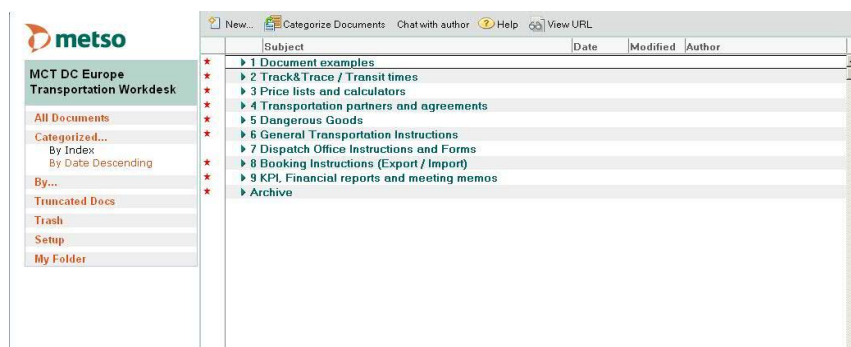 New... Categorize Documents Chat with author Help View URL
metso
Subject Date Modified Author
MCT DC Europe
Transportation Workdesk
All Documents
Categorized...
By Index
By Date Descending
By...
Truncated Docs
Trash
Setup
My Folder
1 Document examples
2 Track&Trace / Transit times
3 Price lists and calculators
4 Transportation partners and agreements
5 Dangerous Goods
6 General Transportation Instructions
7 Dispatch Office Instructions and Forms
8 Booking Instructions (Export / Import)
9 KPI, Financial reports and meeting memos
Archive